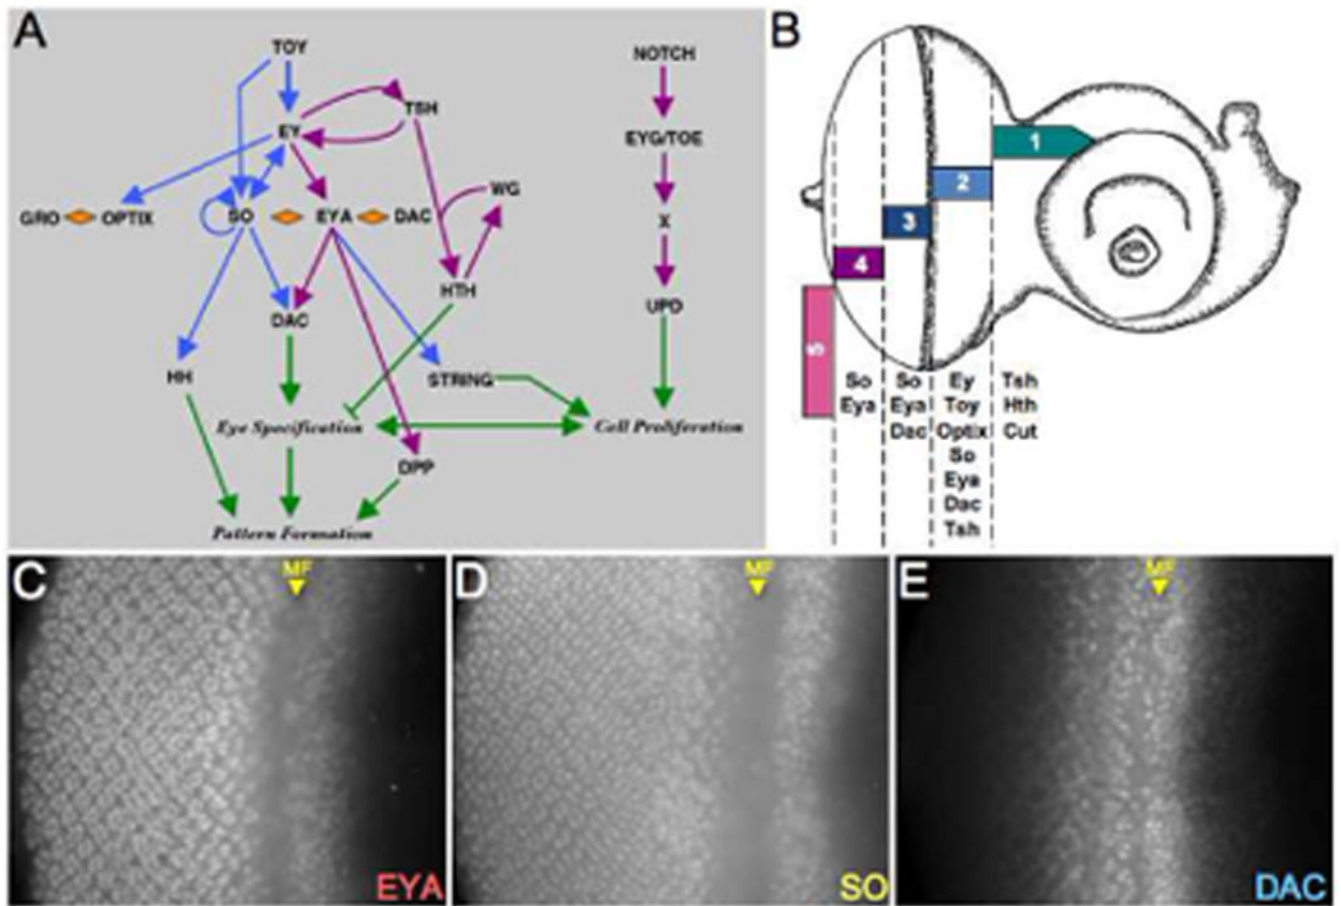 A
TOY
NOTCH
TSH
EY
EYG/TOE
WG
GRO OPTIX SO EYA DAC
X
HTH
UPD
DAC
HH
STRING
Eye Specification
Cell Proliferation
DPP
Pattern Formation
B
1
2
3
4
5
So So Ey Tsh
Eya Eya Toy Hth
Dac Optix Cut
So
Eya
Dac
Tsh
C
MF
EYA
D
MF
SO
E
MF
DAC